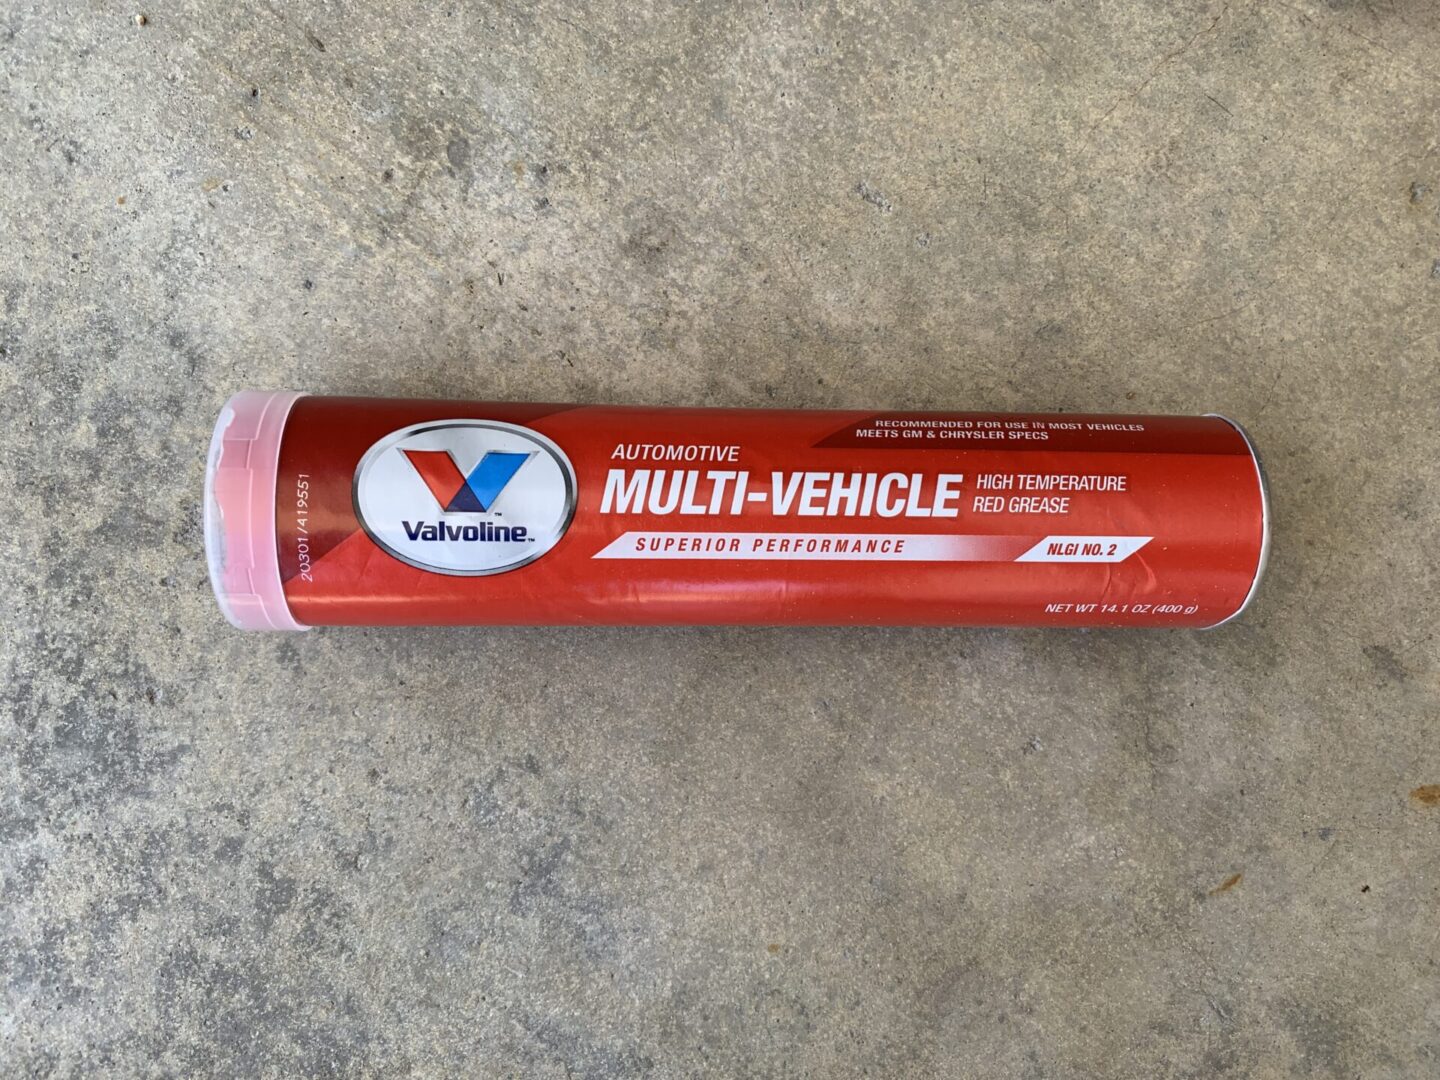 20301/419551
Valvoline™
RECOMMENDED FOR USE IN MOST VEHICLES
MEETS GM & CHRYSLER SPECS
AUTOMOTIVE
MULTI-VEHICLE
HIGH TEMPERATURE
RED GREASE
SUPERIOR PERFORMANCE
NLGI NO. 2
NET WT 14.1 OZ (400 g)